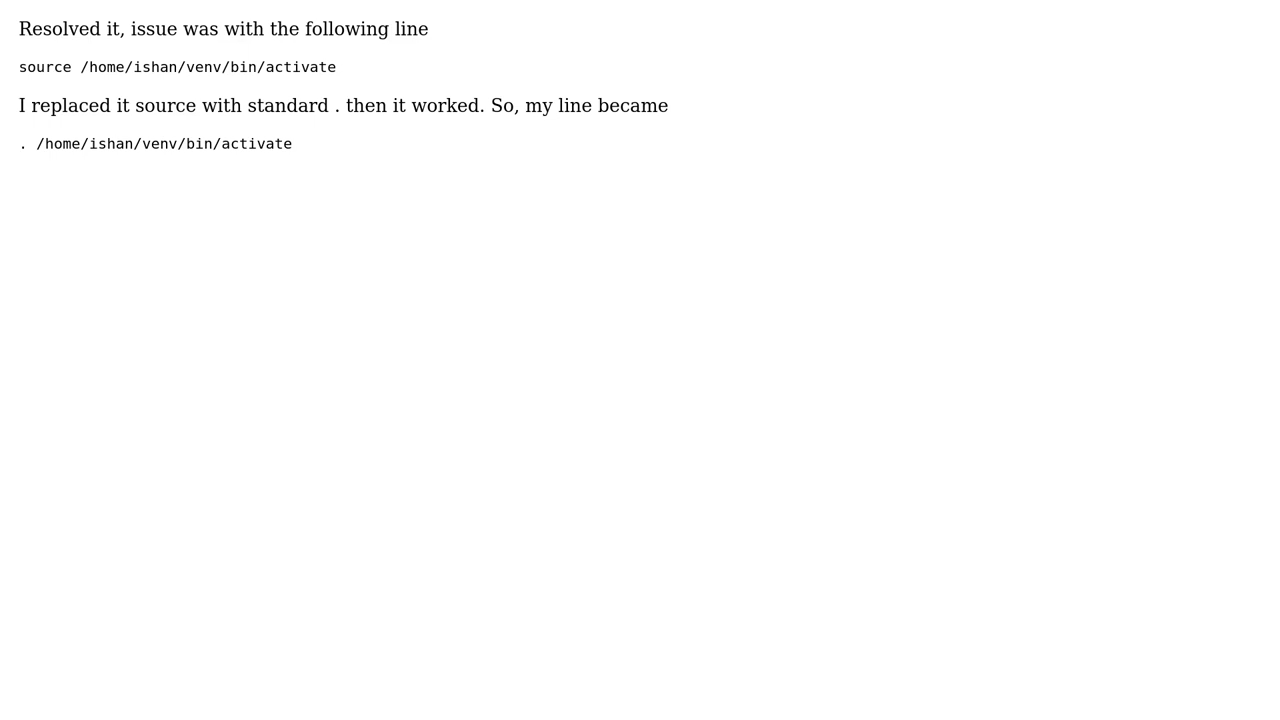 Resolved it, issue was with the following line
source /home/ishan/venv/bin/activate
I replaced it source with standard . then it worked. So, my line became
. /home/ishan/venv/bin/activate